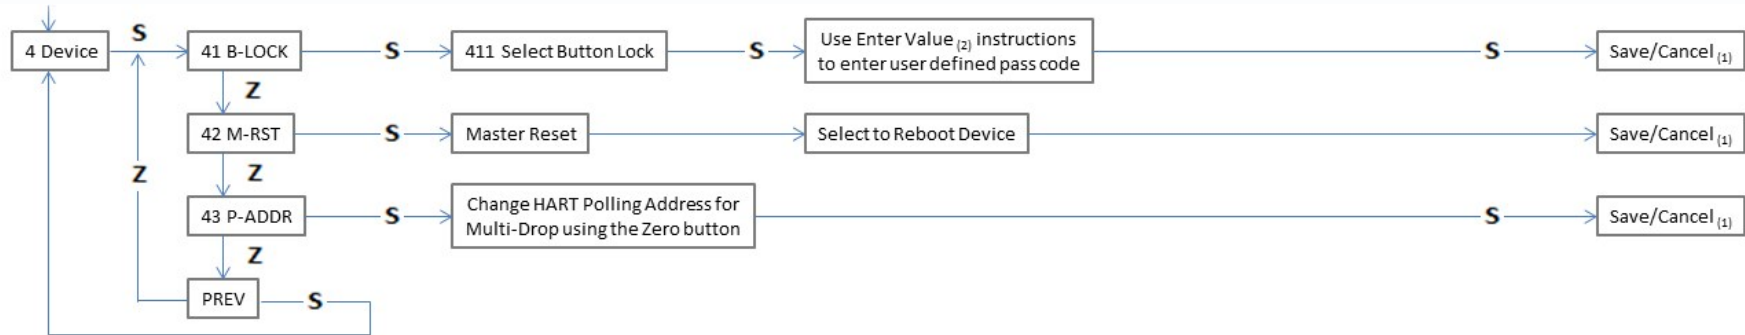 4 Device
S
41 B-LOCK
S
411 Select Button Lock
S
Use Enter Value (2) instructions
to enter user defined pass code
S
Save/Cancel (1)
Z
42 M-RST
S
Master Reset
Select to Reboot Device
Save/Cancel (1)
Z
Z
43 P-ADDR
S
Change HART Polling Address for
Multi-Drop using the Zero button
S
Save/Cancel (1)
Z
PREV
S